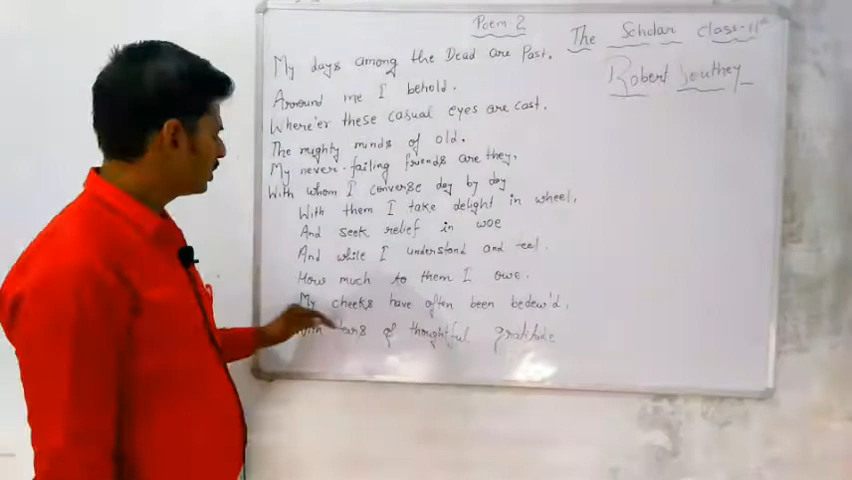 Poem 2
The Scholar class-11th
Robert Southey
My days among the Dead are Past.
Arround me I behold.
Where'er these casual eyes are cast.
The mighty minds of old.
My never-failing friends are they,
With whom I converse day by day
With them I take delight in wheel,
And seek relief in woe
And while I understand and feel.
How much to them I owe.
My cheeks have often been bedew'd.
With tears of thoughtful gratitude